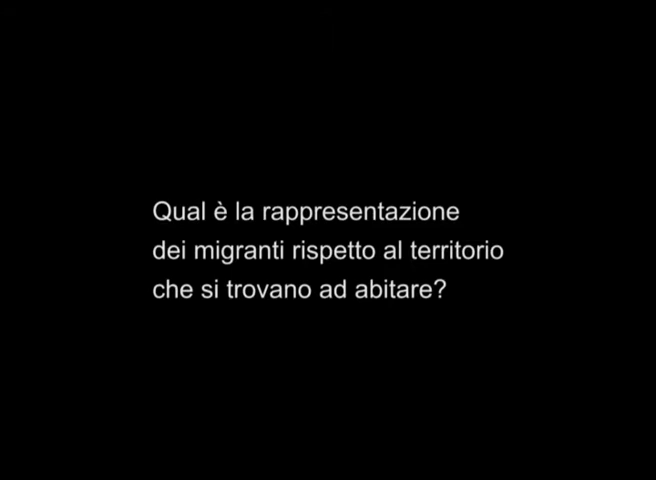 Qual è la rappresentazione
dei migranti rispetto al territorio
che si trovano ad abitare?